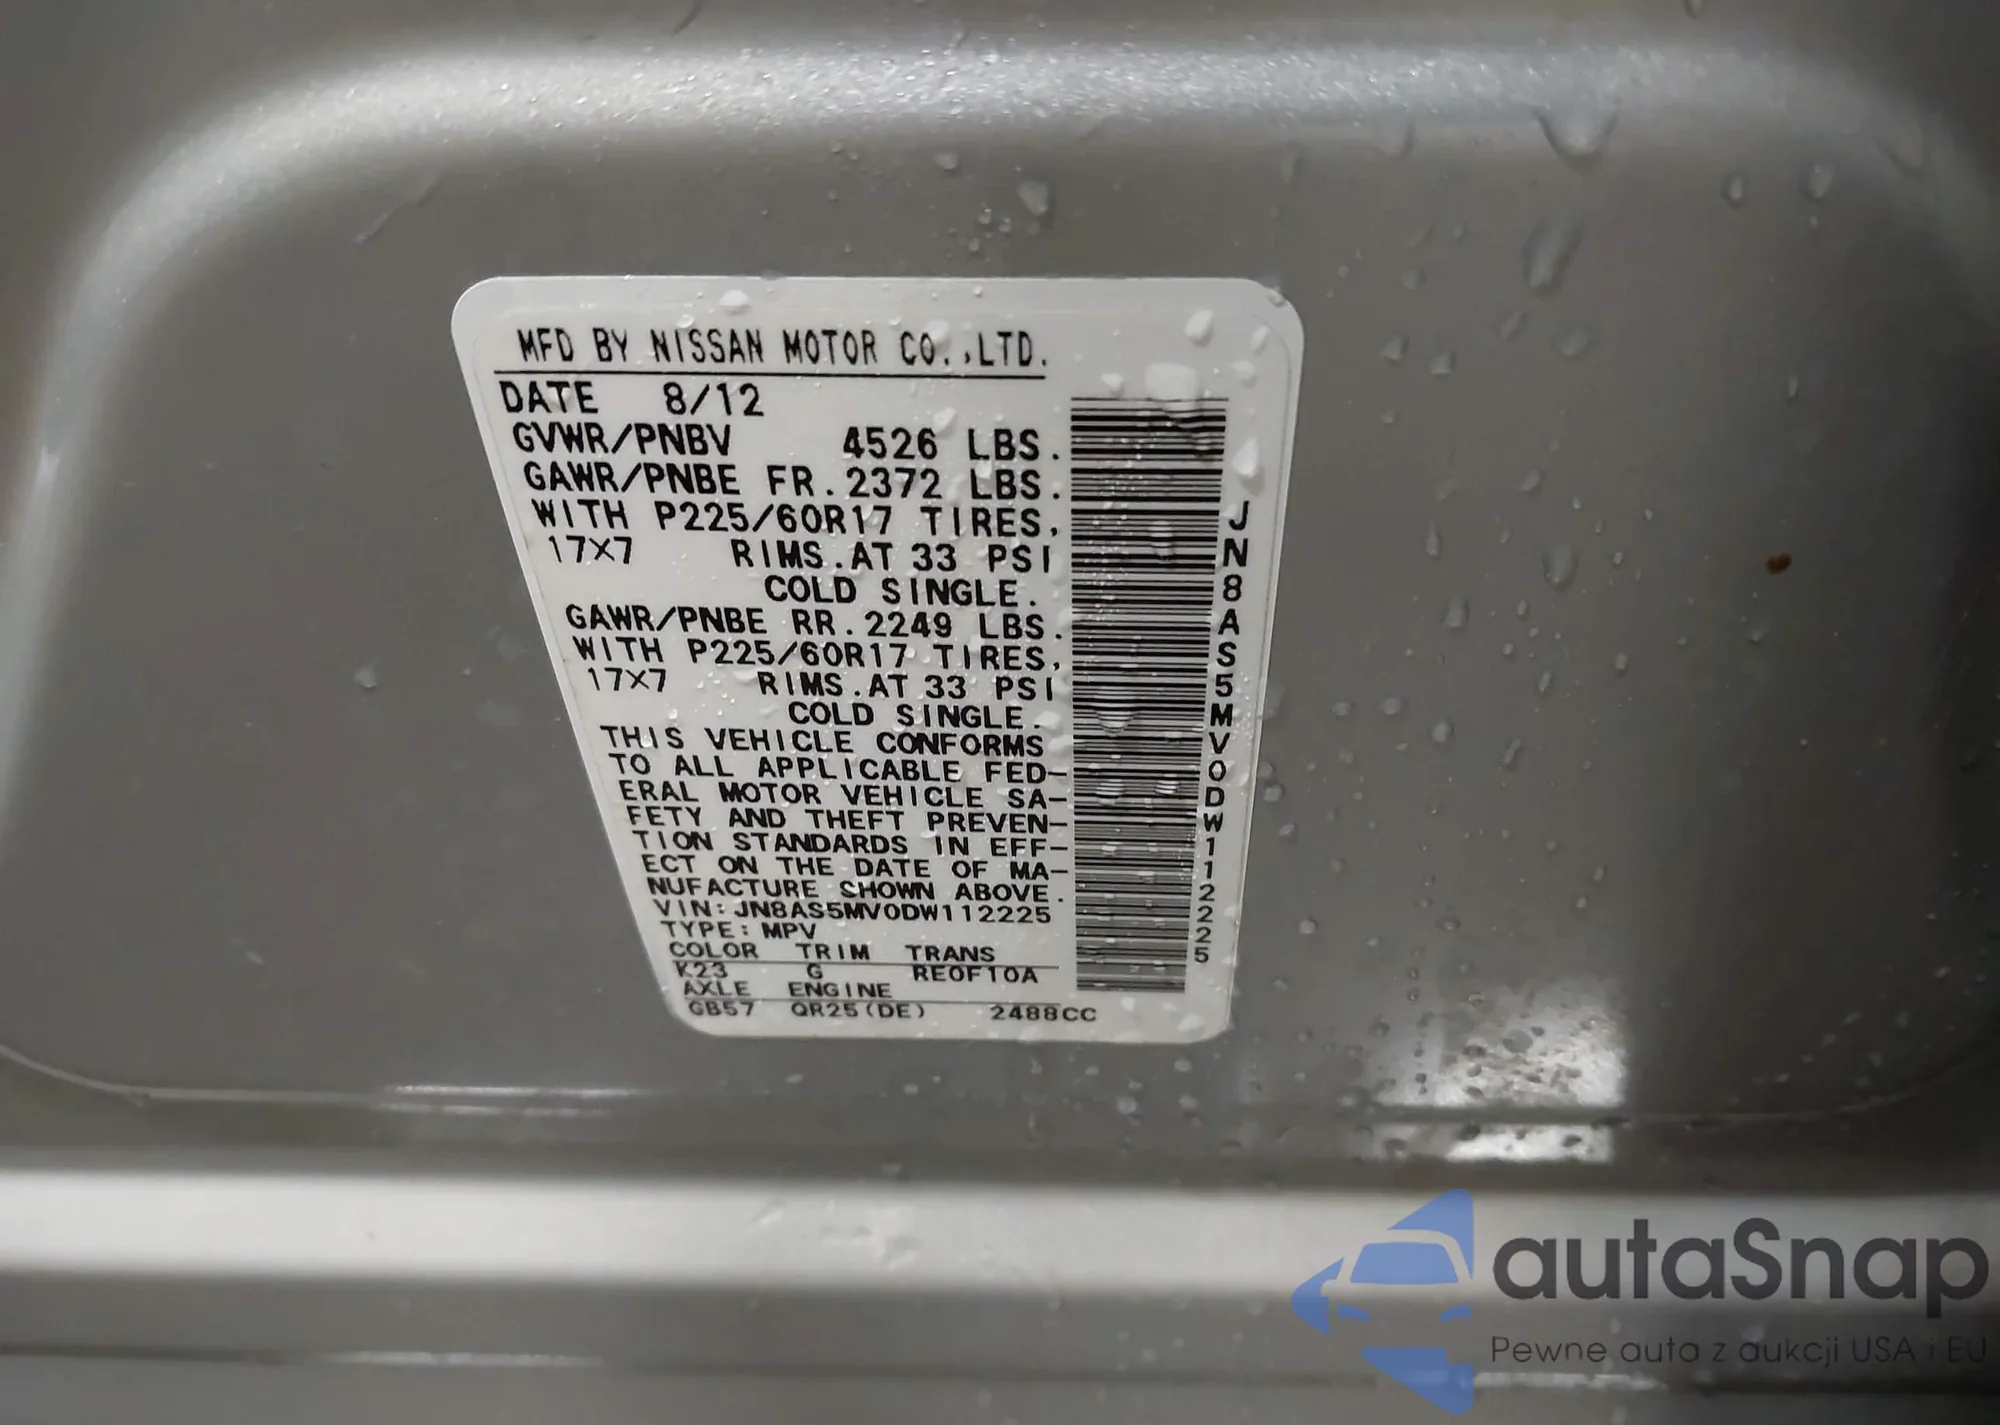 MFD BY NISSAN MOTOR CO.,LTD.
DATE 8/12
GVWR/PNBV 4526 LBS.
GAWR/PNBE FR.2372 LBS.
WITH P225/60R17 TIRES,
17X7 RIMS.AT 33 PSI
COLD SINGLE.
GAWR/PNBE RR.2249 LBS.
WITH P225/60R17 TIRES,
17X7 RIMS.AT 33 PSI
COLD SINGLE.
THIS VEHICLE CONFORMS
TO ALL APPLICABLE FED-
ERAL MOTOR VEHICLE SA-
FETY AND THEFT PREVEN-
TION STANDARDS IN EFF-
ECT ON THE DATE OF MA-
NUFACTURE SHOWN ABOVE.
VIN:JN8AS5MV0DW112225
TYPE:MPV
COLOR TRIM TRANS
K23 G RE0F10A
AXLE ENGINE
GB57 QR25(DE) 2488CC
JN8AS5MV0DW112225
autaSnap
Pewne auta z aukcji USA i EU